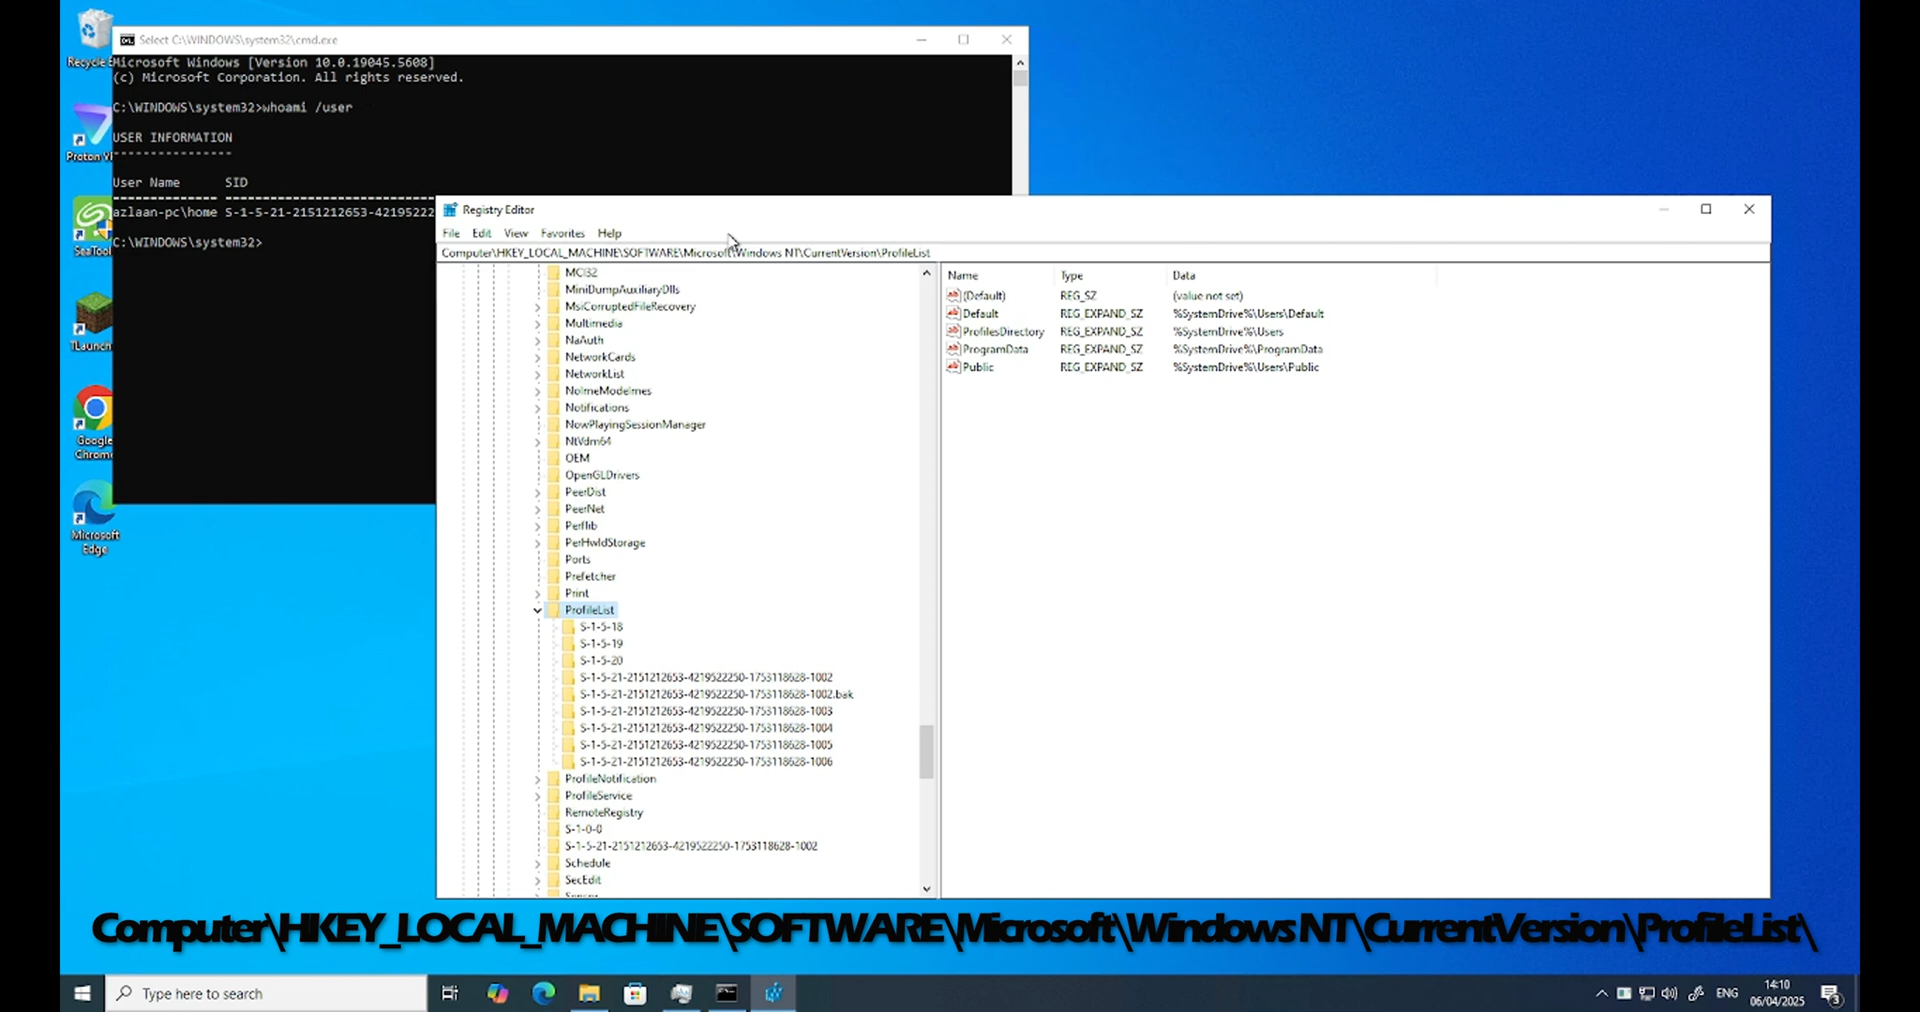 Recycle
Proton V
SeaTool
TLaunch
Google
Chrome
Microsoft
Edge
Select C:\WINDOWS\system32\cmd.exe
Microsoft Windows [Version 10.0.19045.5608]
(c) Microsoft Corporation. All rights reserved.
C:\WINDOWS\system32>whoami /user
USER INFORMATION
----------------
User Name SID
azlaan-pc\home S-1-5-21-2151212653-42195222
C:\WINDOWS\system32>
Registry Editor
File Edit View Favorites Help
Computer\HKEY_LOCAL_MACHINE\SOFTWARE\Microsoft\Windows NT\CurrentVersion\ProfileList
MCI32
MiniDumpAuxiliaryDlls
MsiCorruptedFileRecovery
Multimedia
NaAuth
NetworkCards
NetworkList
NoImeModeImes
Notifications
NowPlayingSessionManager
NtVdm64
OEM
OpenGLDrivers
PeerDist
PeerNet
Perflib
PerHwIdStorage
Ports
Prefetcher
Print
ProfileList
S-1-5-18
S-1-5-19
S-1-5-20
S-1-5-21-2151212653-4219522250-1753118628-1002
S-1-5-21-2151212653-4219522250-1753118628-1002.bak
S-1-5-21-2151212653-4219522250-1753118628-1003
S-1-5-21-2151212653-4219522250-1753118628-1004
S-1-5-21-2151212653-4219522250-1753118628-1005
S-1-5-21-2151212653-4219522250-1753118628-1006
ProfileNotification
ProfileService
RemoteRegistry
S-1-0-0
S-1-5-21-2151212653-4219522250-1753118628-1002
Schedule
SecEdit
Name Type Data
(Default) REG_SZ (value not set)
Default REG_EXPAND_SZ %SystemDrive%\Users\Default
ProfilesDirectory REG_EXPAND_SZ %SystemDrive%\Users
ProgramData REG_EXPAND_SZ %SystemDrive%\ProgramData
Public REG_EXPAND_SZ %SystemDrive%\Users\Public
Computer\HKEY_LOCAL_MACHINE\SOFTWARE\Microsoft\Windows NT\CurrentVersion\ProfileList\
Type here to search
ENG
14:10
06/04/2025
3